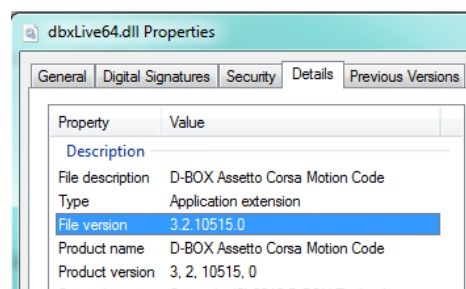 dbxLive64.dll Properties
General Digital Signatures Security Details Previous Versions
Property Value
Description
File description D-BOX Assetto Corsa Motion Code
Type Application extension
File version 3.2.10515.0
Product name D-BOX Assetto Corsa Motion Code
Product version 3, 2, 10515, 0